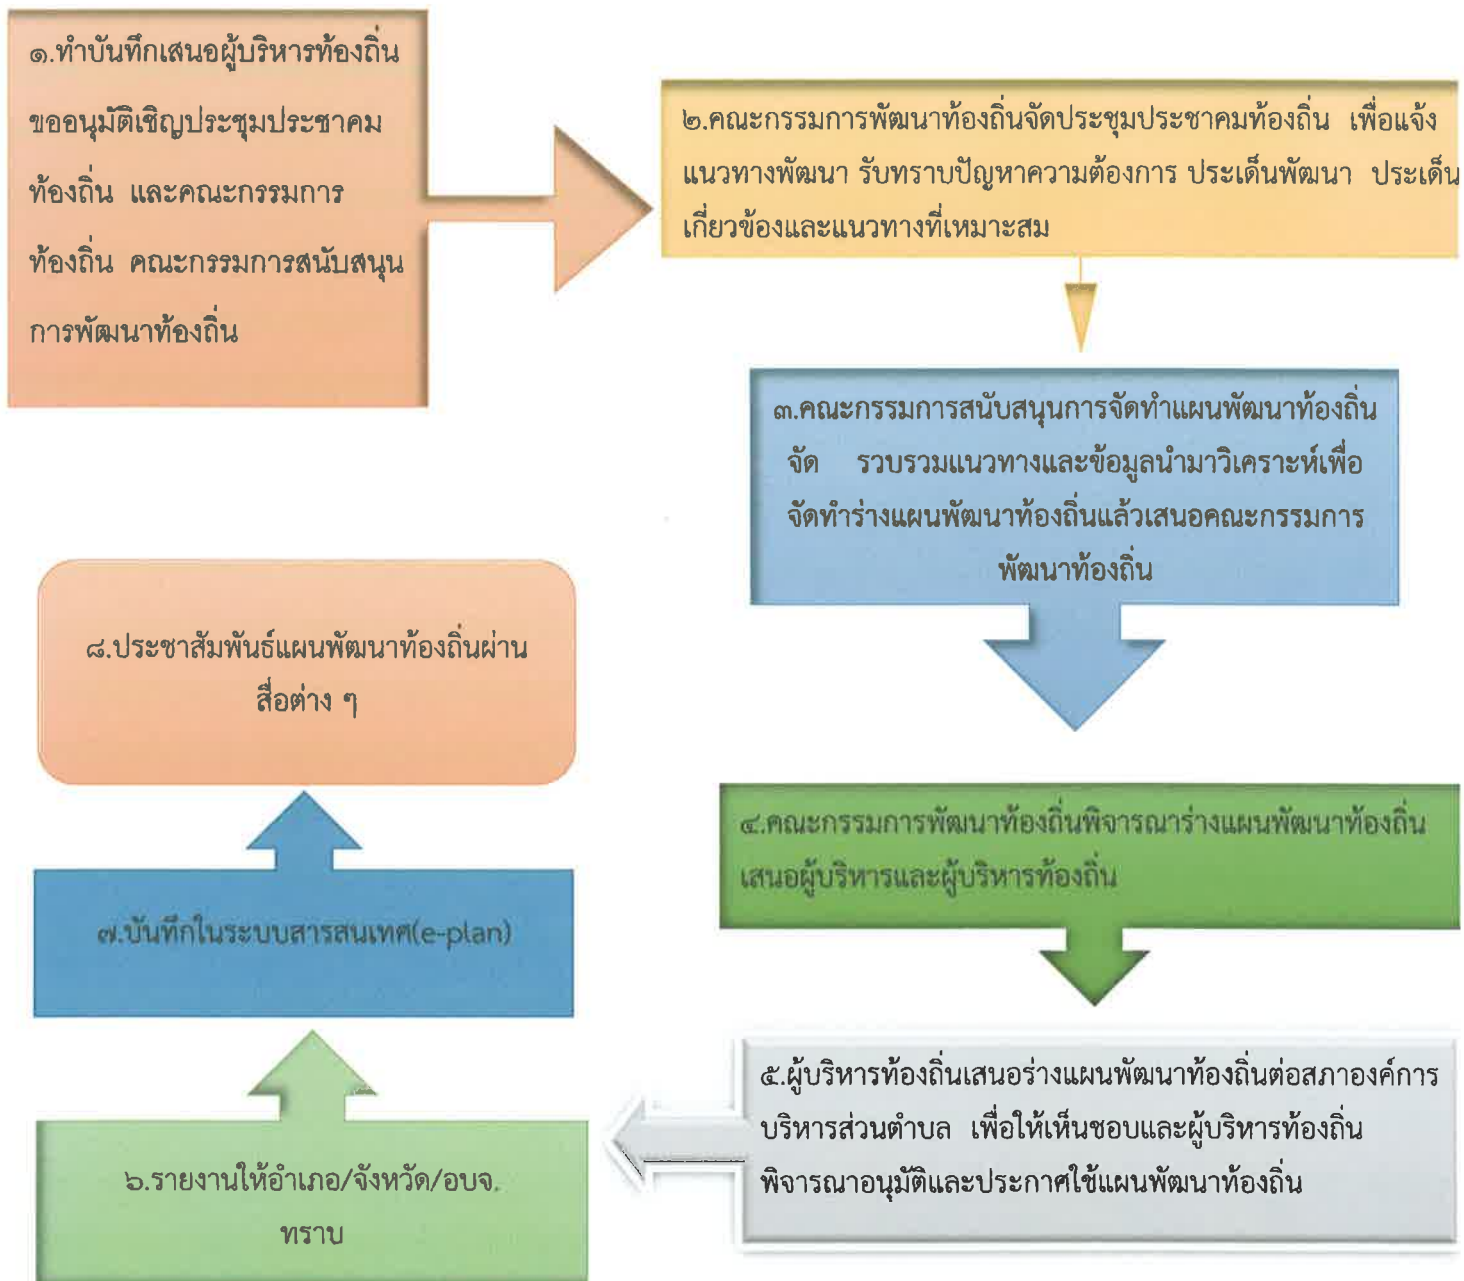 ๑.ทำบันทึกเสนอผู้บริหารท้องถิ่น
ขออนุมัติเชิญประชุมประชาคม
ท้องถิ่น และคณะกรรมการ
ท้องถิ่น คณะกรรมการสนับสนุน
การพัฒนาท้องถิ่น
๒.คณะกรรมการพัฒนาท้องถิ่นจัดประชุมประชาคมท้องถิ่น เพื่อแจ้ง
แนวทางพัฒนา รับทราบปัญหาความต้องการ ประเด็นพัฒนา ประเด็น
เกี่ยวข้องและแนวทางที่เหมาะสม
๓.คณะกรรมการสนับสนุนการจัดทำแผนพัฒนาท้องถิ่น
จัด รวบรวมแนวทางและข้อมูลนำมาวิเคราะห์เพื่อ
จัดทำร่างแผนพัฒนาท้องถิ่นแล้วเสนอคณะกรรมการ
พัฒนาท้องถิ่น
๔.คณะกรรมการพัฒนาท้องถิ่นพิจารณาร่างแผนพัฒนาท้องถิ่น
เสนอผู้บริหารและผู้บริหารท้องถิ่น
๕.ผู้บริหารท้องถิ่นเสนอร่างแผนพัฒนาท้องถิ่นต่อสภาองค์การ
บริหารส่วนตำบล เพื่อให้เห็นชอบและผู้บริหารท้องถิ่น
พิจารณาอนุมัติและประกาศใช้แผนพัฒนาท้องถิ่น
๖.รายงานให้อำเภอ/จังหวัด/อบจ.
ทราบ
๗.บันทึกในระบบสารสนเทศ(e-plan)
๘.ประชาสัมพันธ์แผนพัฒนาท้องถิ่นผ่าน
สื่อต่าง ๆ